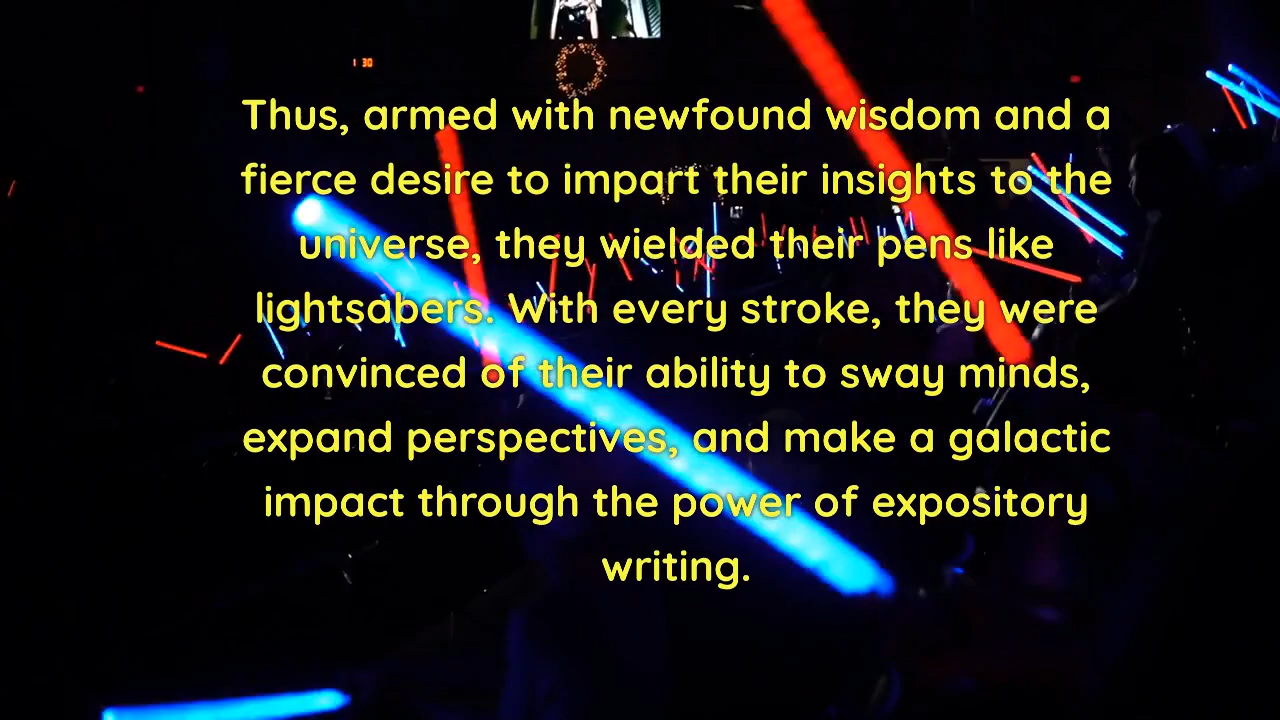 1 30
Thus, armed with newfound wisdom and a
fierce desire to impart their insights to the
universe, they wielded their pens like
lightsabers. With every stroke, they were
convinced of their ability to sway minds,
expand perspectives, and make a galactic
impact through the power of expository
writing.